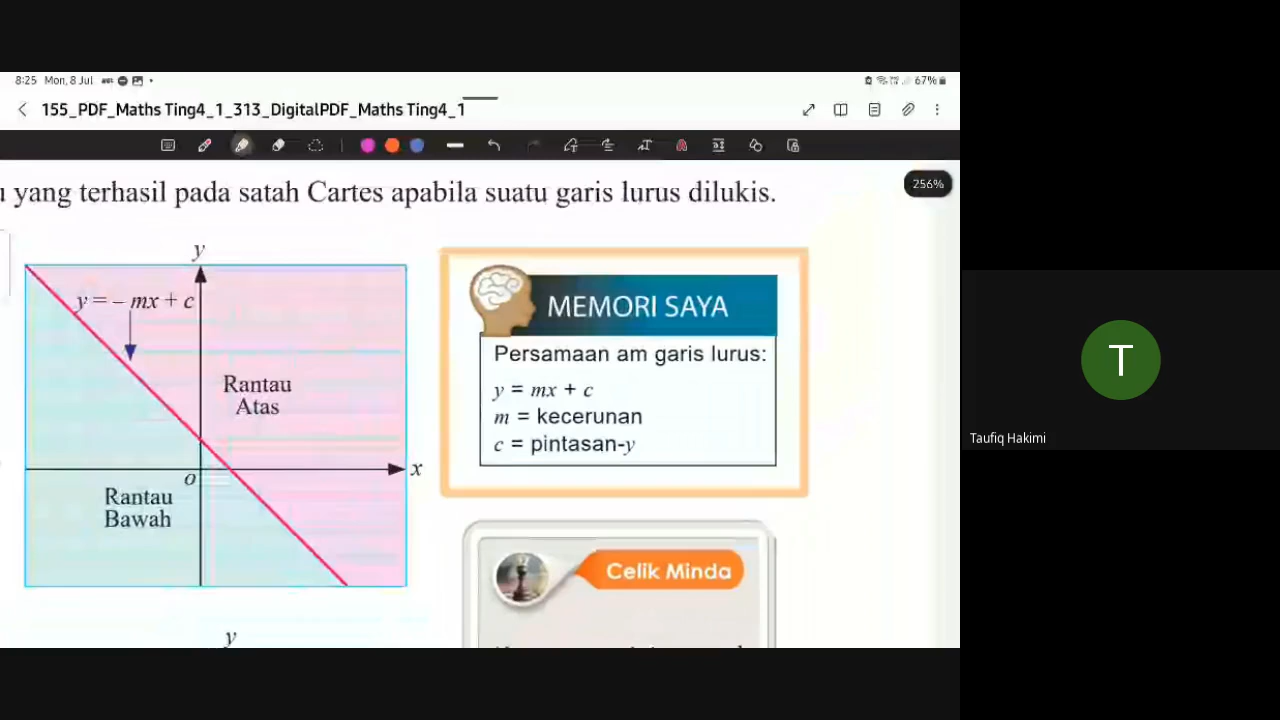 8:25 Mon, 8 Jul
67%
155_PDF_Maths Ting4_1_313_DigitalPDF_Maths Ting4_1
256%
yang terhasil pada satah Cartes apabila suatu garis lurus dilukis.
y
y = – mx + c
Rantau
Atas
x
O
Rantau
Bawah
y
MEMORI SAYA
Persamaan am garis lurus:
y = mx + c
m = kecerunan
c = pintasan-y
Celik Minda
T
Taufiq Hakimi